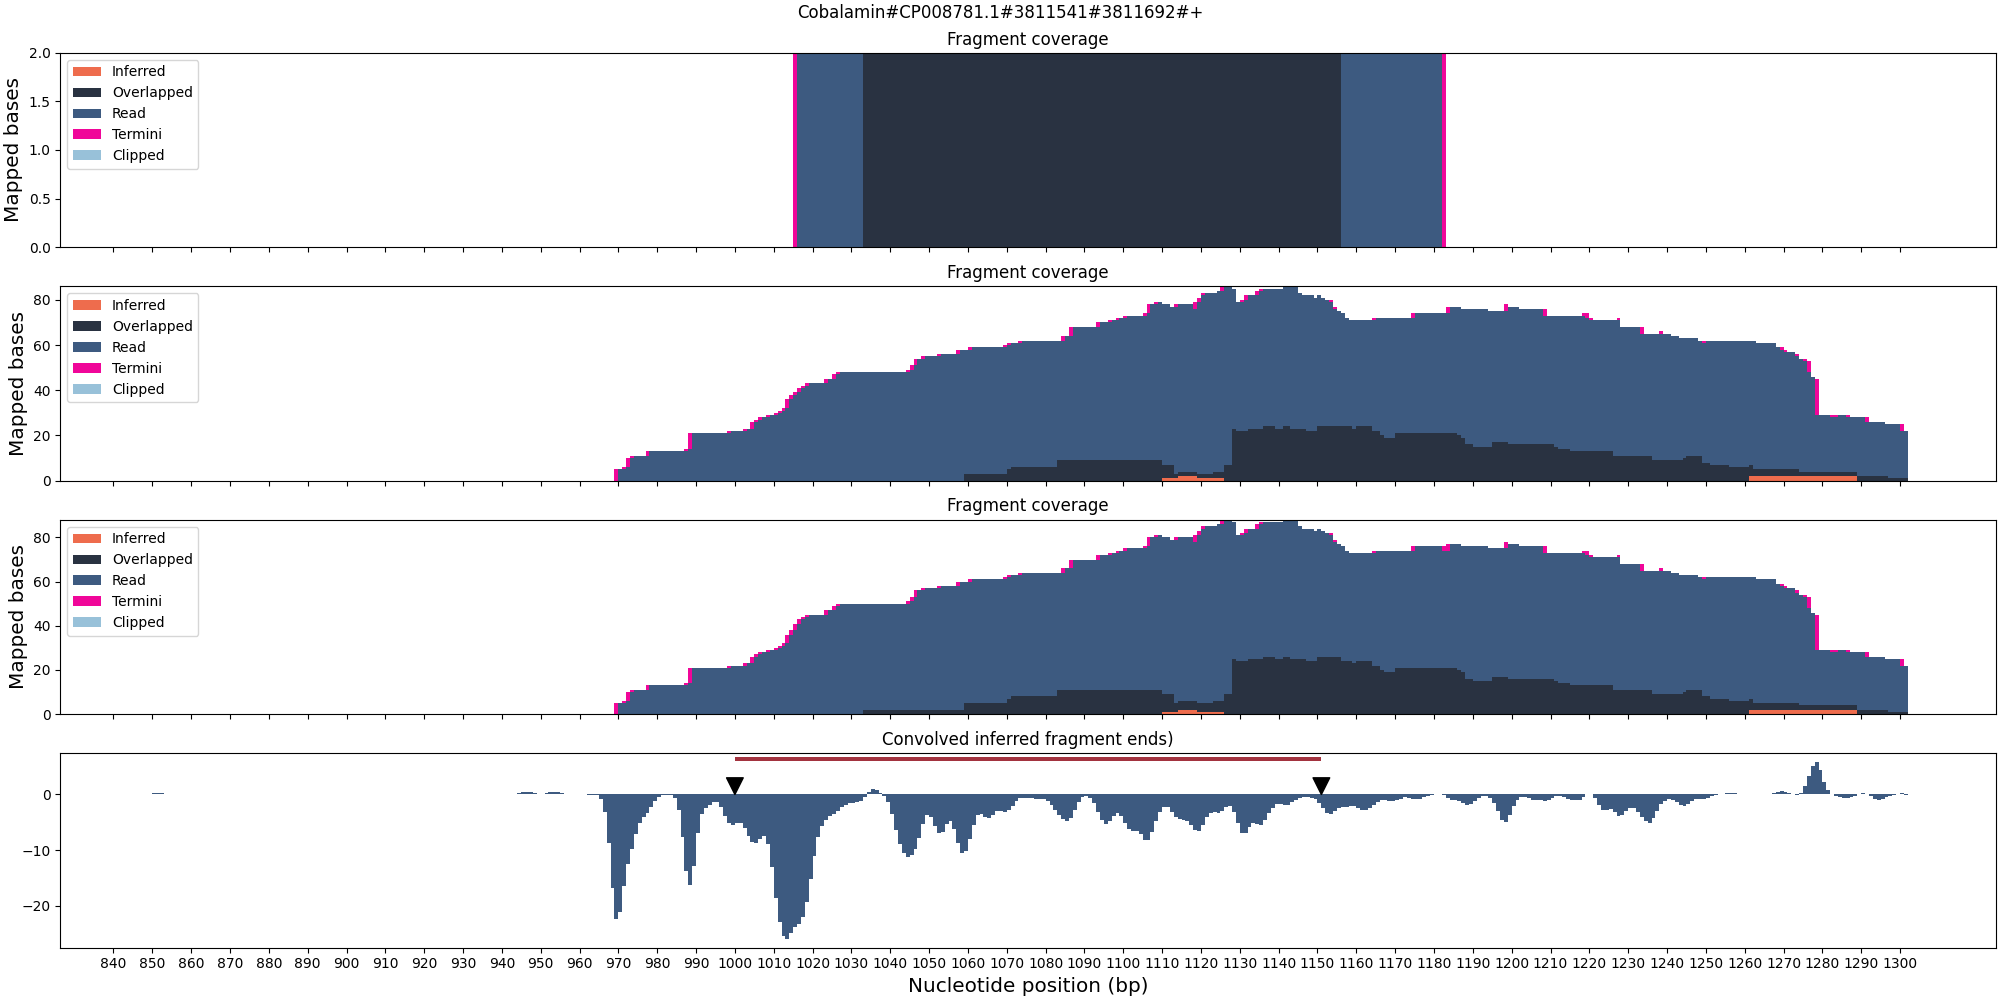 Cobalamin#CP008781.1#3811541#3811692#+
Fragment coverage
Mapped bases
2.0
1.5
1.0
0.5
0.0
Inferred
Overlapped
Read
Termini
Clipped
Fragment coverage
Mapped bases
80
60
40
20
0
Inferred
Overlapped
Read
Termini
Clipped
Fragment coverage
Mapped bases
80
60
40
20
0
Inferred
Overlapped
Read
Termini
Clipped
Convolved inferred fragment ends)
0
−10
−20
840 850 860 870 880 890 900 910 920 930 940 950 960 970 980 990 1000 1010 1020 1030 1040 1050 1060 1070 1080 1090 1100 1110 1120 1130 1140 1150 1160 1170 1180 1190 1200 1210 1220 1230 1240 1250 1260 1270 1280 1290 1300
Nucleotide position (bp)